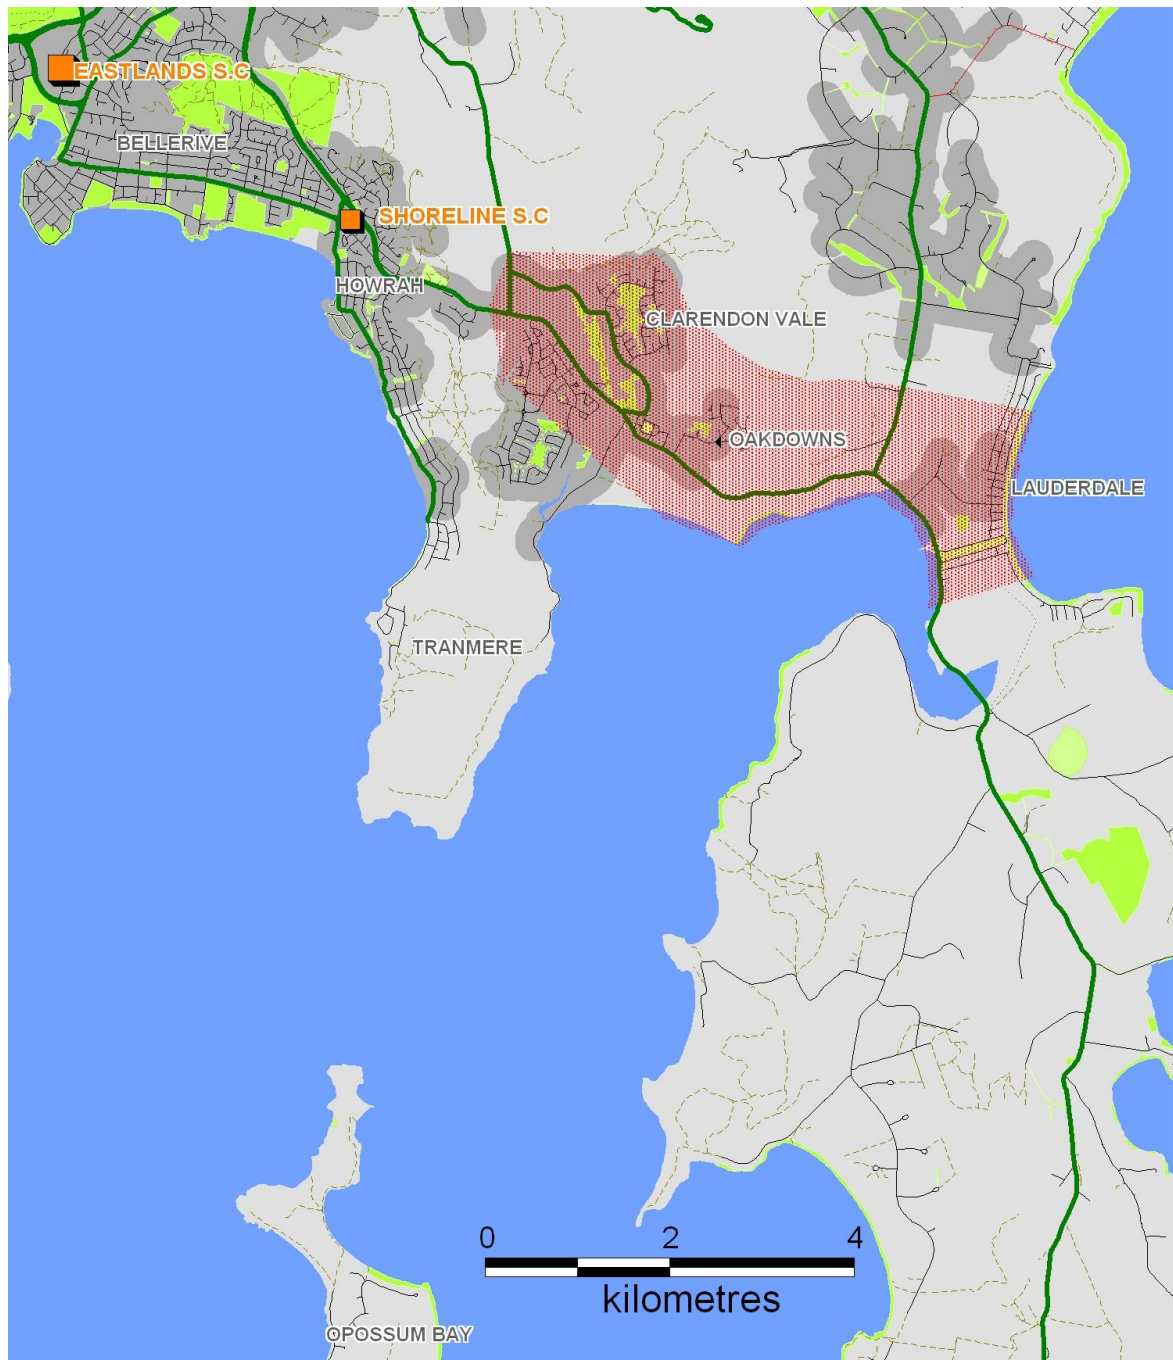 EASTLANDS S.C
BELLERIVE
SHORELINE S.C
HOWRAH
CLARENDON VALE
OAKDOWNS
LAUDERDALE
TRANMERE
0 2 4
kilometres
OPOSSUM BAY